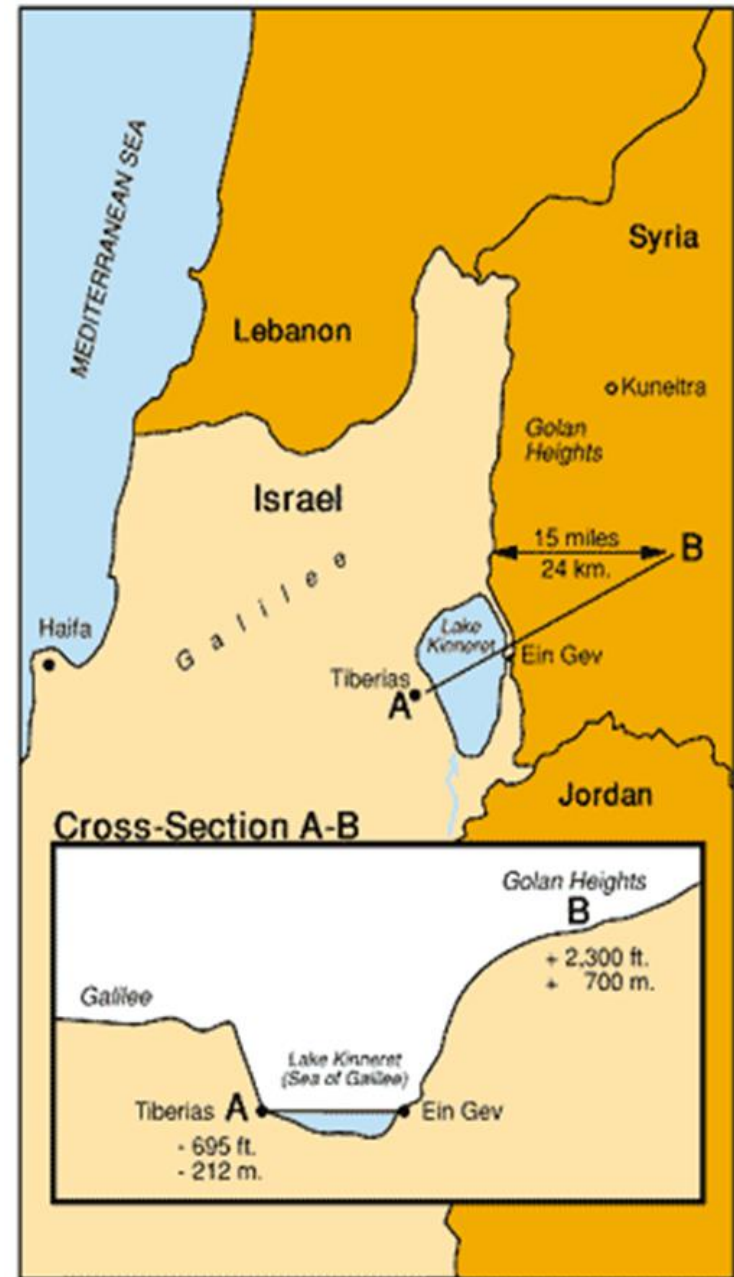 MEDITERRANEAN SEA
Syria
Lebanon
Kuneitra
Golan
Heights
Israel
15 miles
B
24 km.
Galilee
Haifa
Lake
Kinneret
Ein Gev
Tiberias
A
Jordan
Cross-Section A-B
Golan Heights
B
+ 2,300 ft.
+ 700 m.
Galilee
Lake Kinneret
(Sea of Galilee)
Tiberias A
Ein Gev
- 695 ft.
- 212 m.